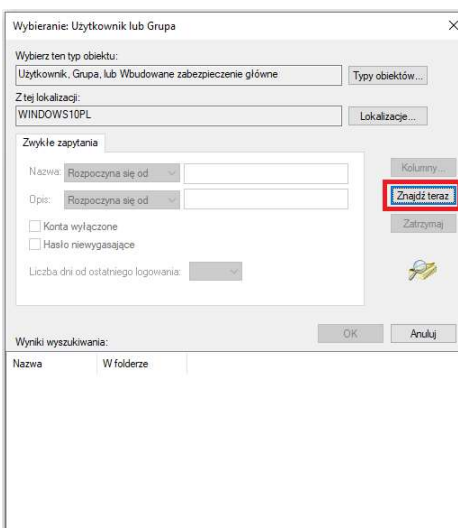 Wybieranie: Użytkownik lub Grupa
Wybierz ten typ obiektu:
Użytkownik, Grupa, lub Wbudowane zabezpieczenie główne
Typy obiektów...
Z tej lokalizacji:
WINDOWS10PL
Lokalizacje...
Zwykłe zapytania
Nazwa: Rozpoczyna się od
Kolumny...
Opis: Rozpoczyna się od
Znajdź teraz
Konta wyłączone
Zatrzymaj
Hasło niewygasające
Liczba dni od ostatniego logowania:
OK Anuluj
Wyniki wyszukiwania:
Nazwa W folderze